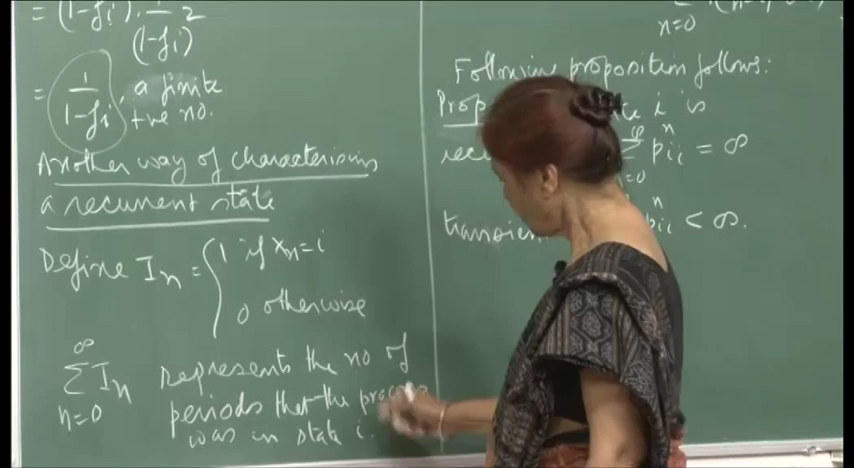 = (1-fi) . 1/(1-fi)²
= 1/(1-fi), a finite
+ve no.
Another way of characterising
a recurrent state
Define In = { 1 if Xn = i
0 otherwise
∞
Σ In represents the no of
n=0 periods that the process
was in state i.
n=0
Following proposition follows:
Prop i is
pii^n = ∞
n=0
transient pii^n < ∞.